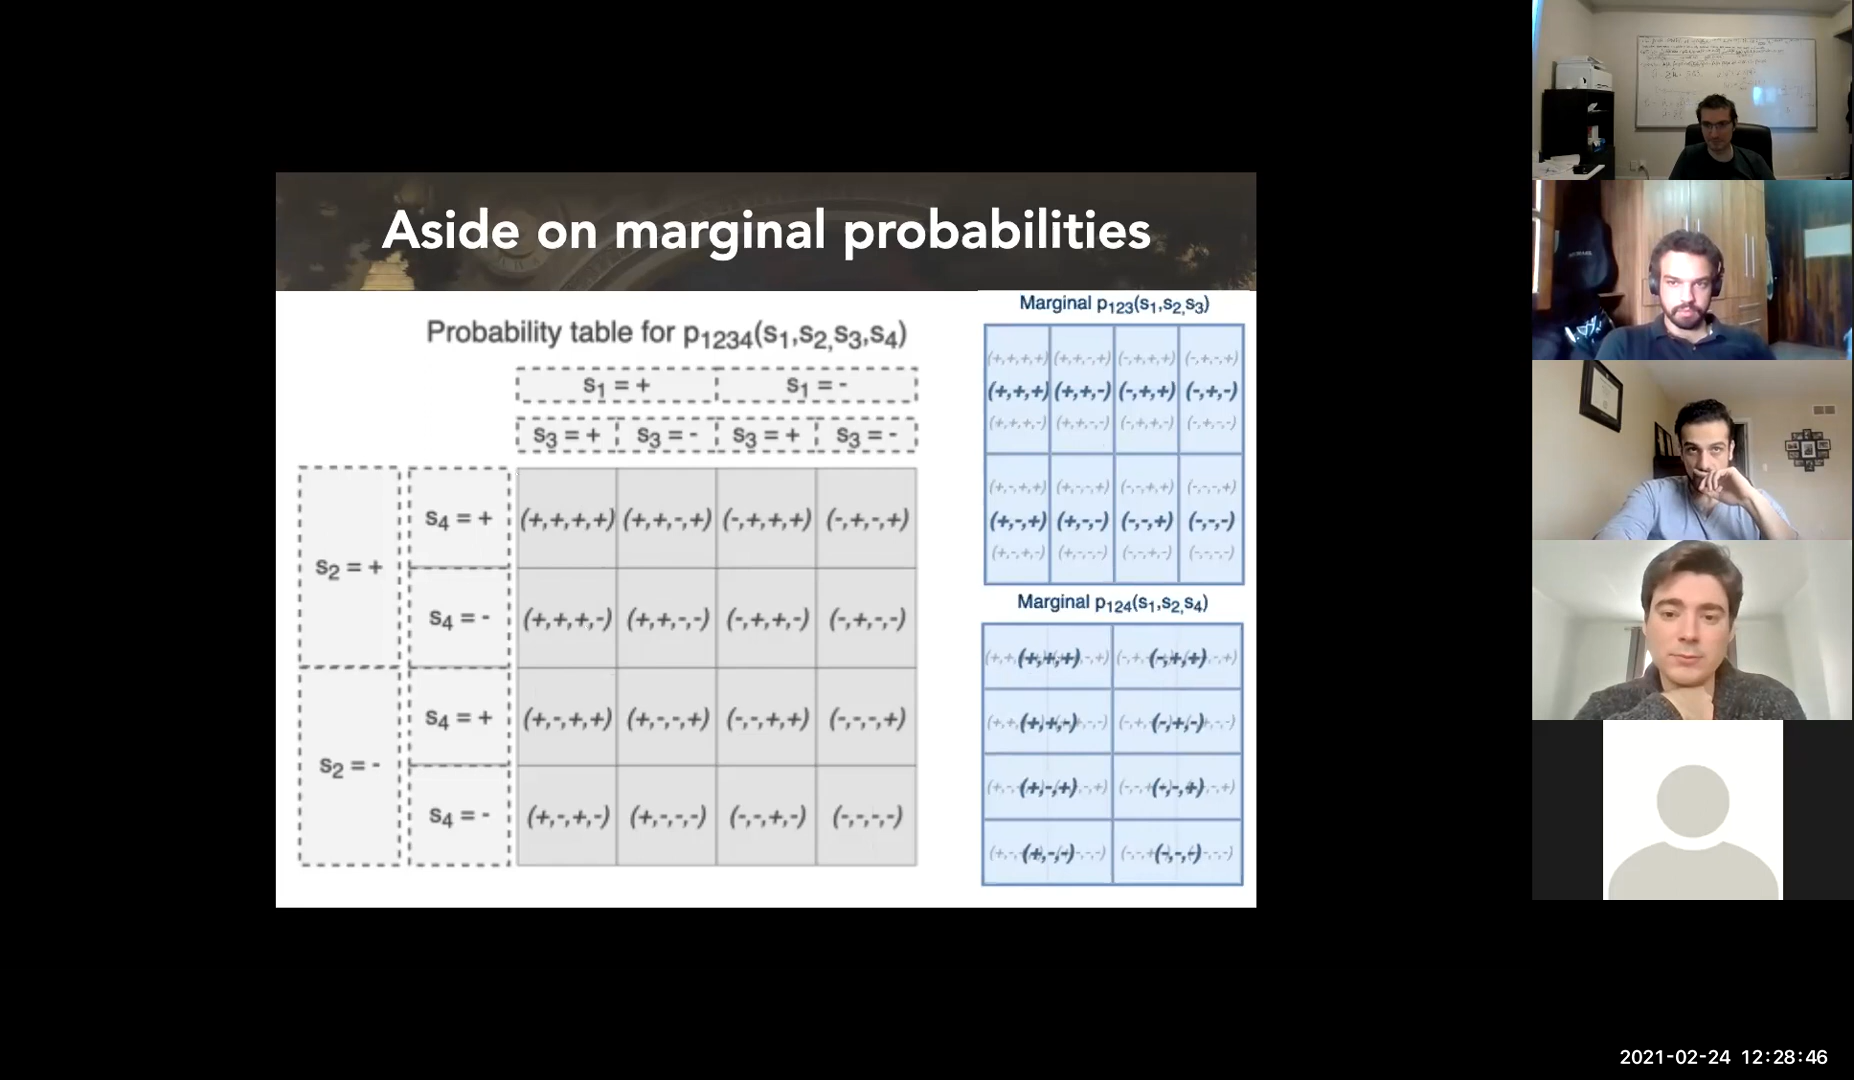 Aside on marginal probabilities
Probability table for p1234(s1,s2,s3,s4)
s1 = + s1 = -
s3 = + s3 = - s3 = + s3 = -
s2 = +
s4 = + (+,+,+,+) (+,+,-,+) (-,+,+,+) (-,+,-,+)
s4 = - (+,+,+,-) (+,+,-,-) (-,+,+,-) (-,+,-,-)
s2 = -
s4 = + (+,-,+,+) (+,-,-,+) (-,-,+,+) (-,-,-,+)
s4 = - (+,-,+,-) (+,-,-,-) (-,-,+,-) (-,-,-,-)
Marginal p123(s1,s2,s3)
(+,+,+,+) (+,+,-,+) (-,+,+,+) (-,+,-,+)
(+,+,+) (+,+,-) (-,+,+) (-,+,-)
(+,+,+,-) (+,+,-,-) (-,+,+,-) (-,+,-,-)
(+,-,+,+) (+,-,-,+) (-,-,+,+) (-,-,-,+)
(+,-,+) (+,-,-) (-,-,+) (-,-,-)
(+,-,+,-) (+,-,-,-) (-,-,+,-) (-,-,-,-)
Marginal p124(s1,s2,s4)
(+,+,+) (-,+,+)
(+,+,-) (-,+,-)
(+,-,+) (-,-,+)
(+,-,-) (-,-,-)
2021-02-24 12:28:46